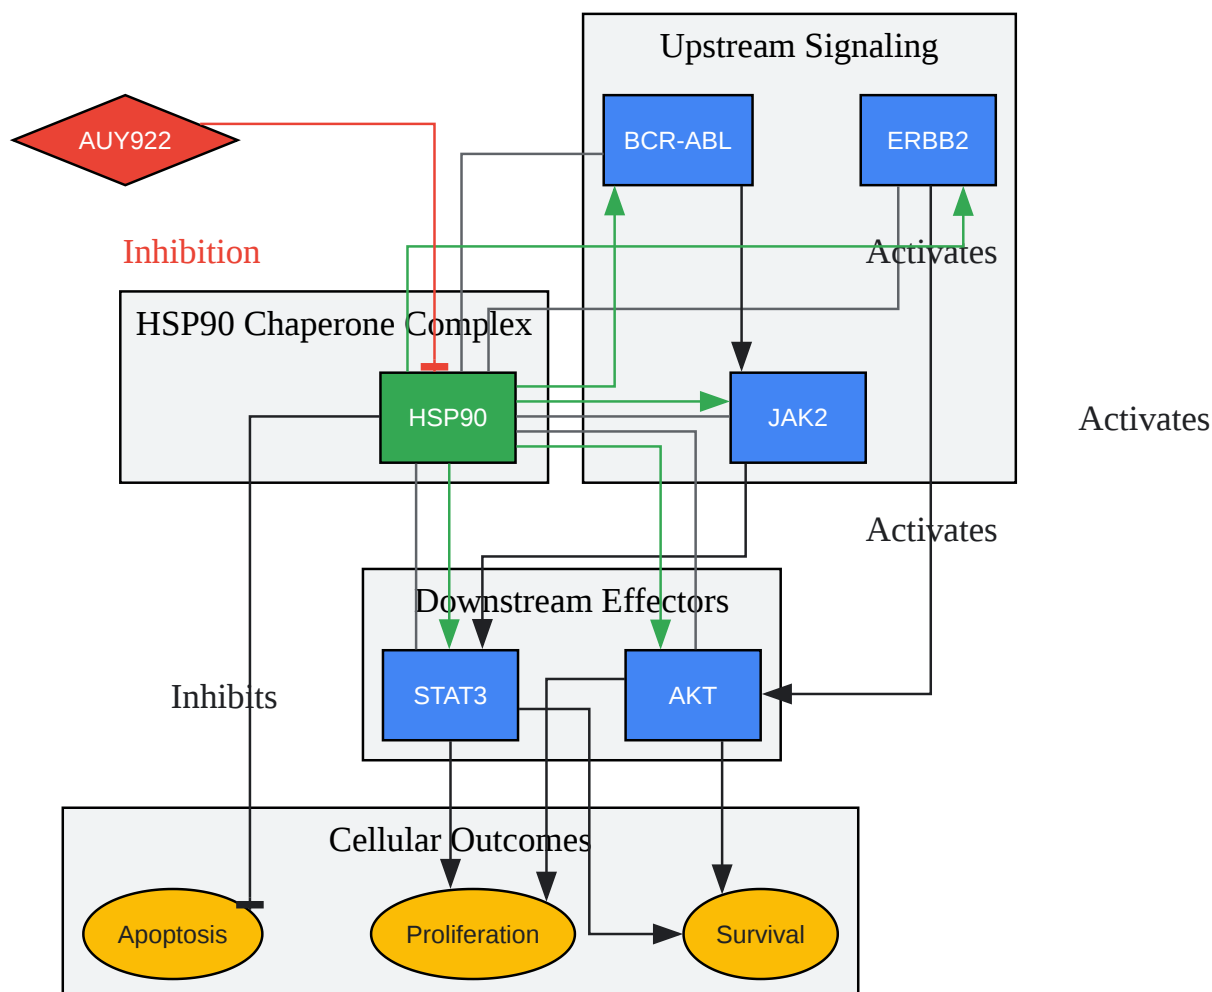 Upstream Signaling
AUY922
BCR-ABL
ERBB2
Inhibition
Activates
HSP90 Chaperone Complex
HSP90
JAK2
Activates
Activates
Downstream Effectors
STAT3
AKT
Inhibits
Cellular Outcomes
Apoptosis
Proliferation
Survival